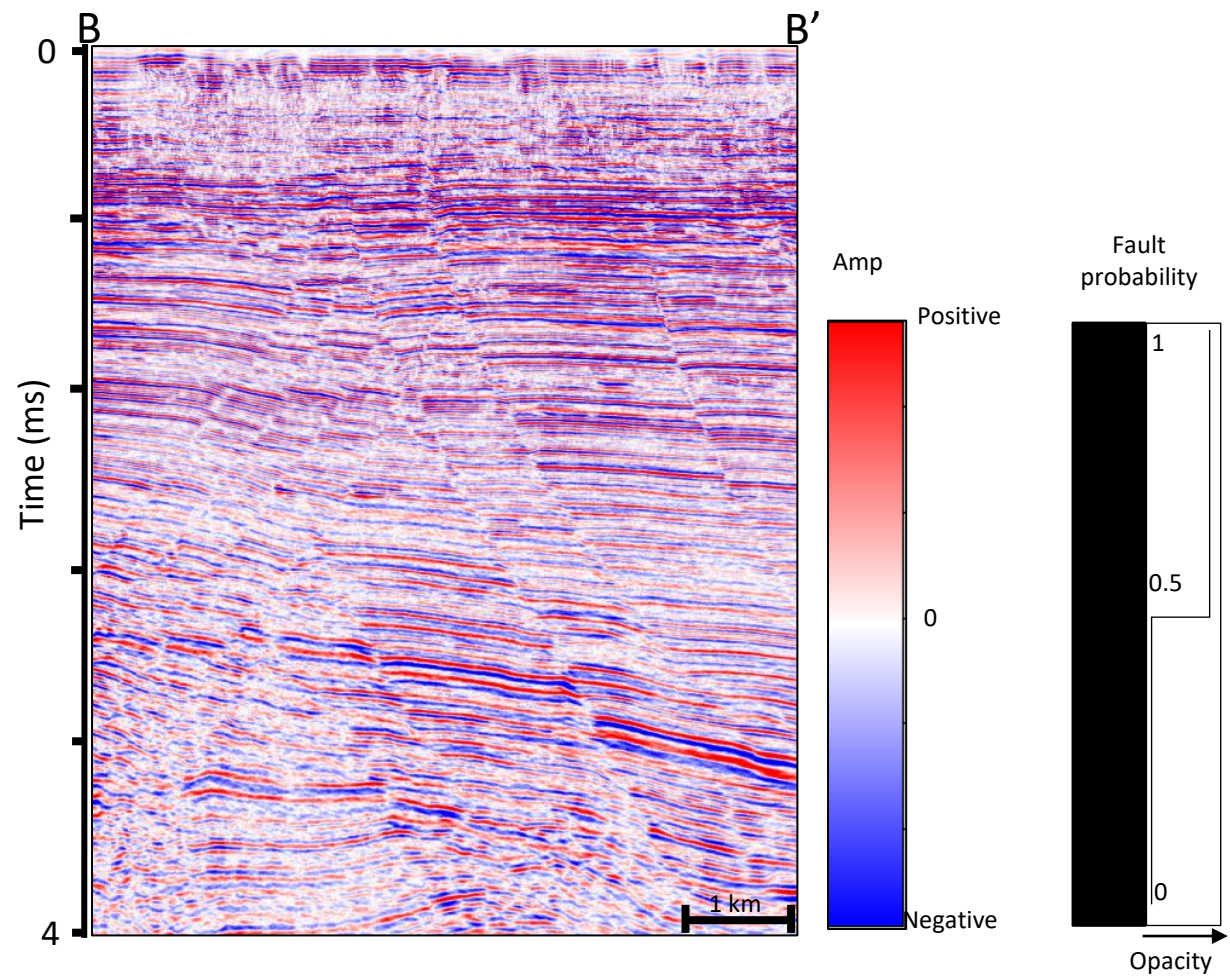 B
B’
0
Time (ms)
4
1 km
Amp
Positive
0
Negative
Fault
probability
1
0.5
0
Opacity